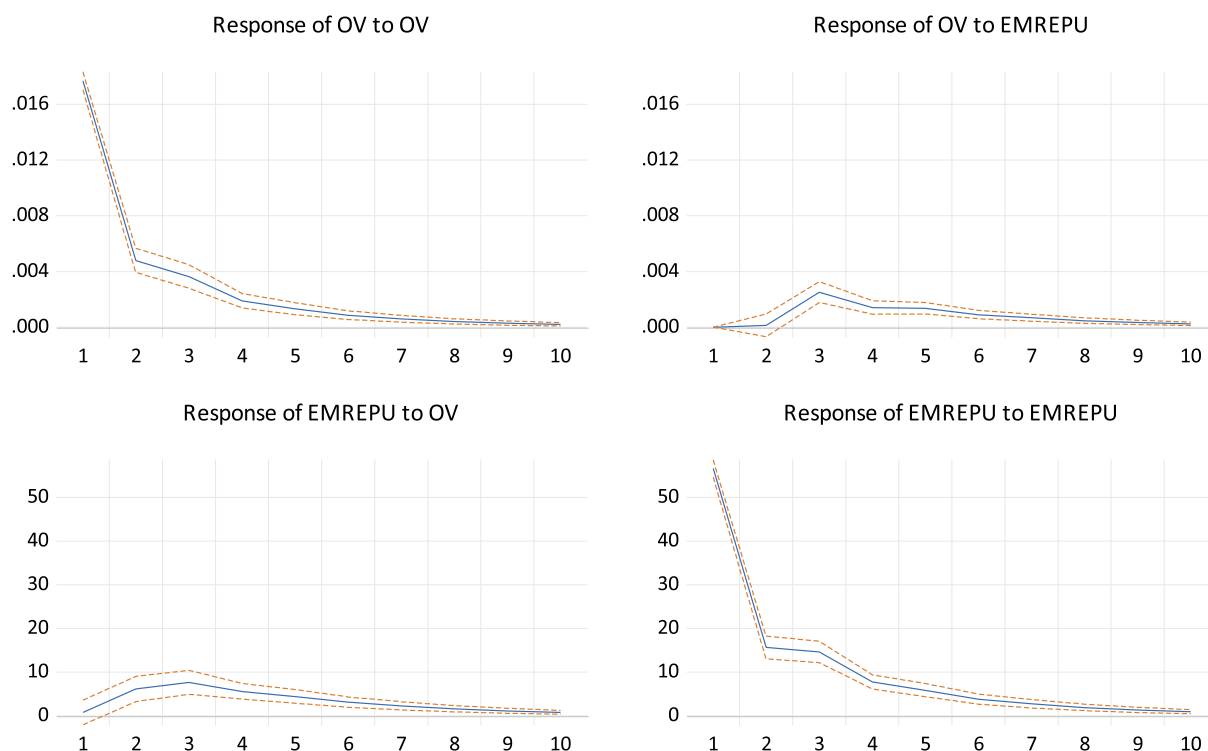 Response of OV to OV
.016
.012
.008
.004
.000
1 2 3 4 5 6 7 8 9 10
Response of OV to EMREPU
.016
.012
.008
.004
.000
1 2 3 4 5 6 7 8 9 10
Response of EMREPU to OV
50
40
30
20
10
0
1 2 3 4 5 6 7 8 9 10
Response of EMREPU to EMREPU
50
40
30
20
10
0
1 2 3 4 5 6 7 8 9 10